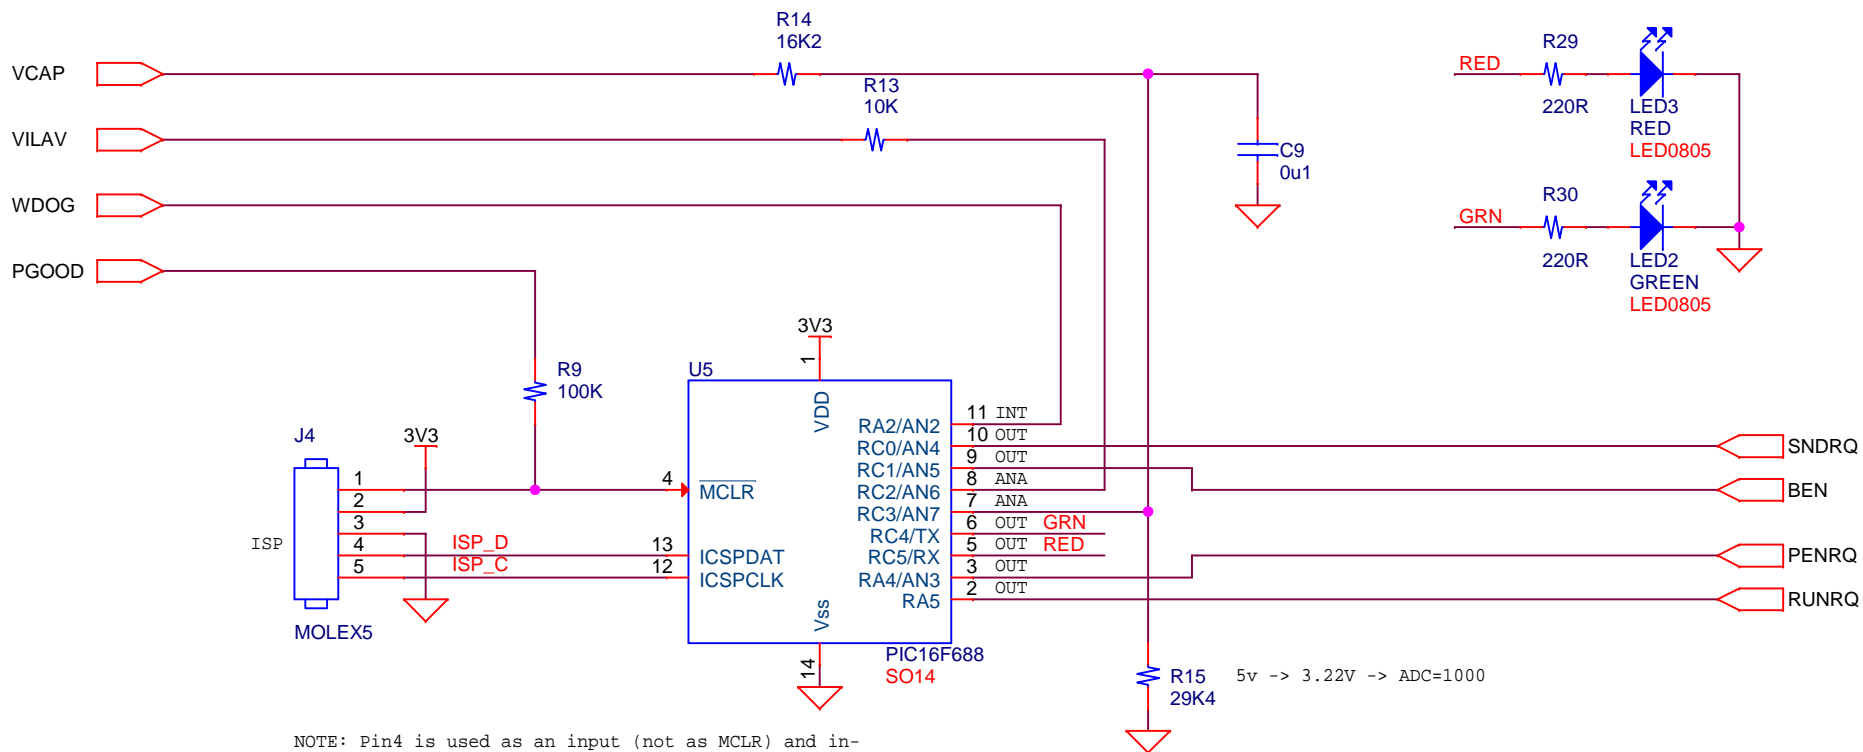 R14
16K2
VCAP
R13
10K
VILAV
WDOG
PGOOD
C9
0u1
RED
R29
220R
LED3
RED
LED0805
GRN
R30
220R
LED2
GREEN
LED0805
R9
100K
J4
3V3
1
2
3
4
5
ISP
MOLEX5
ISP_D
ISP_C
3V3
1
U5
VDD
4 MCLR
13 ICSPDAT
12 ICSPCLK
Vss
14
RA2/AN2 11 INT
RC0/AN4 10 OUT
RC1/AN5 9 OUT
RC2/AN6 8 ANA
RC3/AN7 7 ANA
RC4/TX 6 OUT GRN
RC5/RX 5 OUT RED
RA4/AN3 3 OUT
RA5 2 OUT
PIC16F688
SO14
SNDRQ
BEN
PENRQ
RUNRQ
R15
29K4
5v -> 3.22V -> ADC=1000
NOTE: Pin4 is used as an input (not as MCLR) and in-